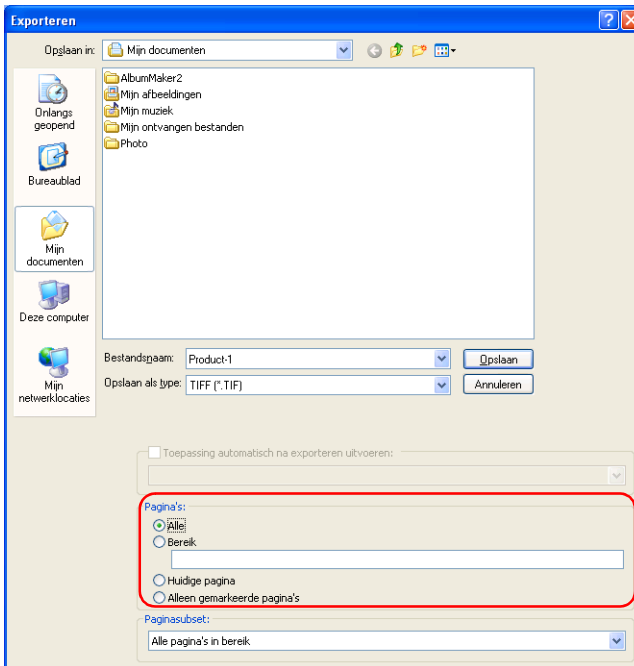 Exporteren
Opslaan in:
Mijn documenten
AlbumMaker2
Mijn afbeeldingen
Mijn muziek
Mijn ontvangen bestanden
Photo
Onlangs
geopend
Bureaublad
Mijn
documenten
Deze computer
Mijn
netwerklocaties
Bestandsnaam:
Product-1
Opslaan
Opslaan als type:
TIFF (*.TIF)
Annuleren
Toepassing automatisch na exporteren uitvoeren:
Pagina's:
Alle
Bereik
Huidige pagina
Alleen gemarkeerde pagina's
Paginasubset:
Alle pagina's in bereik